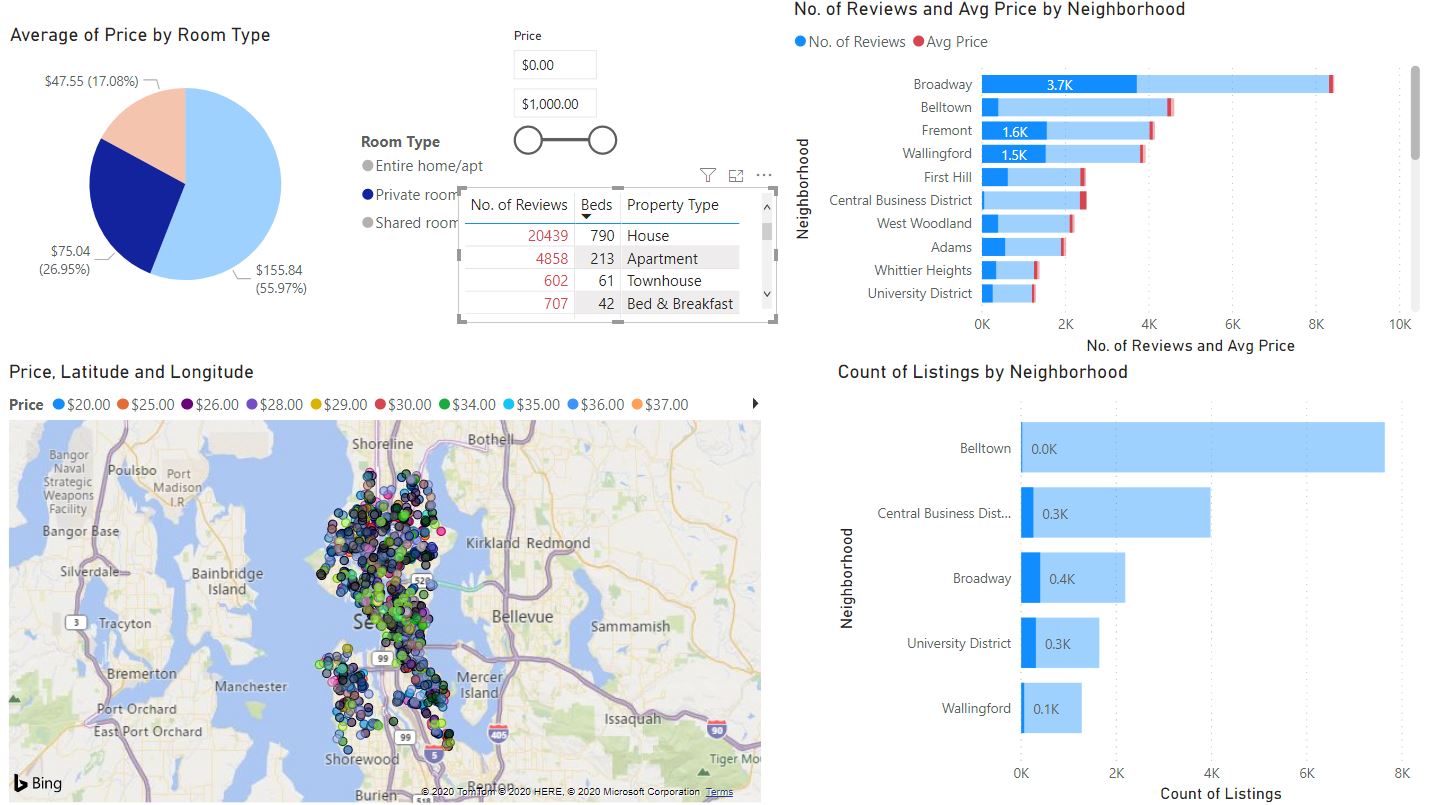 Average of Price by Room Type
$47.55 (17.08%)
$75.04
(26.95%)
$155.84
(55.97%)
Room Type
Entire home/apt
Private room
Shared room
Price
$0.00
$1,000.00
No. of Reviews Beds Property Type
20439 790 House
4858 213 Apartment
602 61 Townhouse
707 42 Bed & Breakfast
No. of Reviews and Avg Price by Neighborhood
No. of Reviews Avg Price
Neighborhood
Broadway 3.7K
Belltown
Fremont 1.6K
Wallingford 1.5K
First Hill
Central Business District
West Woodland
Adams
Whittier Heights
University District
0K 2K 4K 6K 8K 10K
No. of Reviews and Avg Price
Price, Latitude and Longitude
Price $20.00 $25.00 $26.00 $28.00 $29.00 $30.00 $34.00 $35.00 $36.00 $37.00
Shoreline
Bothell
Bangor
Naval
Strategic
Weapons
Facility
Poulsbo
Port
Madison
I.R.
Bangor Base
Kirkland Redmond
Silverdale
Bainbridge
Island
520
Bellevue
3
Tracyton
Se
Sammamish
99
Bremerton
Manchester
Mercer
Island
Port Orchard
East Port Orchard
Issaquah
99
5
405
90
Shorewood
Tiger Mo
Bing
Burien
518
Renton
© 2020 TomTom © 2020 HERE, © 2020 Microsoft Corporation Terms
Count of Listings by Neighborhood
Neighborhood
Belltown 0.0K
Central Business Dist... 0.3K
Broadway 0.4K
University District 0.3K
Wallingford 0.1K
0K 2K 4K 6K 8K
Count of Listings